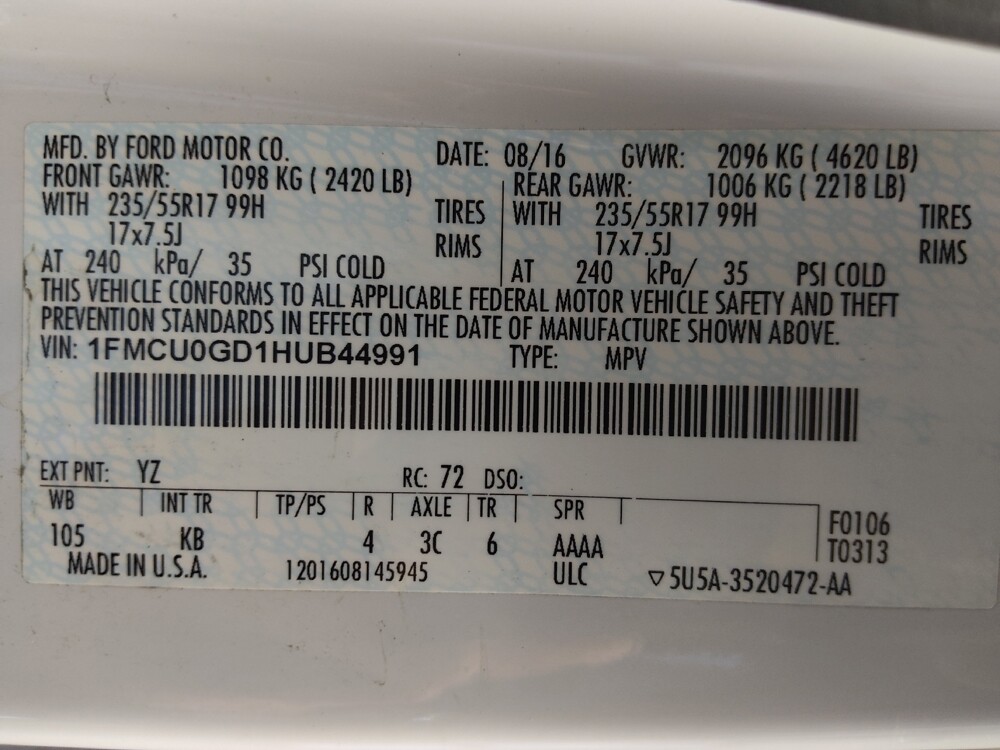 MFD. BY FORD MOTOR CO. DATE: 08/16 GVWR: 2096 KG ( 4620 LB)
FRONT GAWR: 1098 KG ( 2420 LB) REAR GAWR: 1006 KG ( 2218 LB)
WITH 235/55R17 99H TIRES WITH 235/55R17 99H TIRES
17x7.5J RIMS 17x7.5J RIMS
AT 240 kPa/ 35 PSI COLD AT 240 kPa/ 35 PSI COLD
THIS VEHICLE CONFORMS TO ALL APPLICABLE FEDERAL MOTOR VEHICLE SAFETY AND THEFT
PREVENTION STANDARDS IN EFFECT ON THE DATE OF MANUFACTURE SHOWN ABOVE.
VIN: 1FMCU0GD1HUB44991 TYPE: MPV
EXT PNT: YZ RC: 72 DSO:
WB INT TR TP/PS R AXLE TR SPR F0106
105 KB 4 3C 6 AAAA T0313
MADE IN U.S.A. 1201608145945 ULC ▽5U5A-3520472-AA